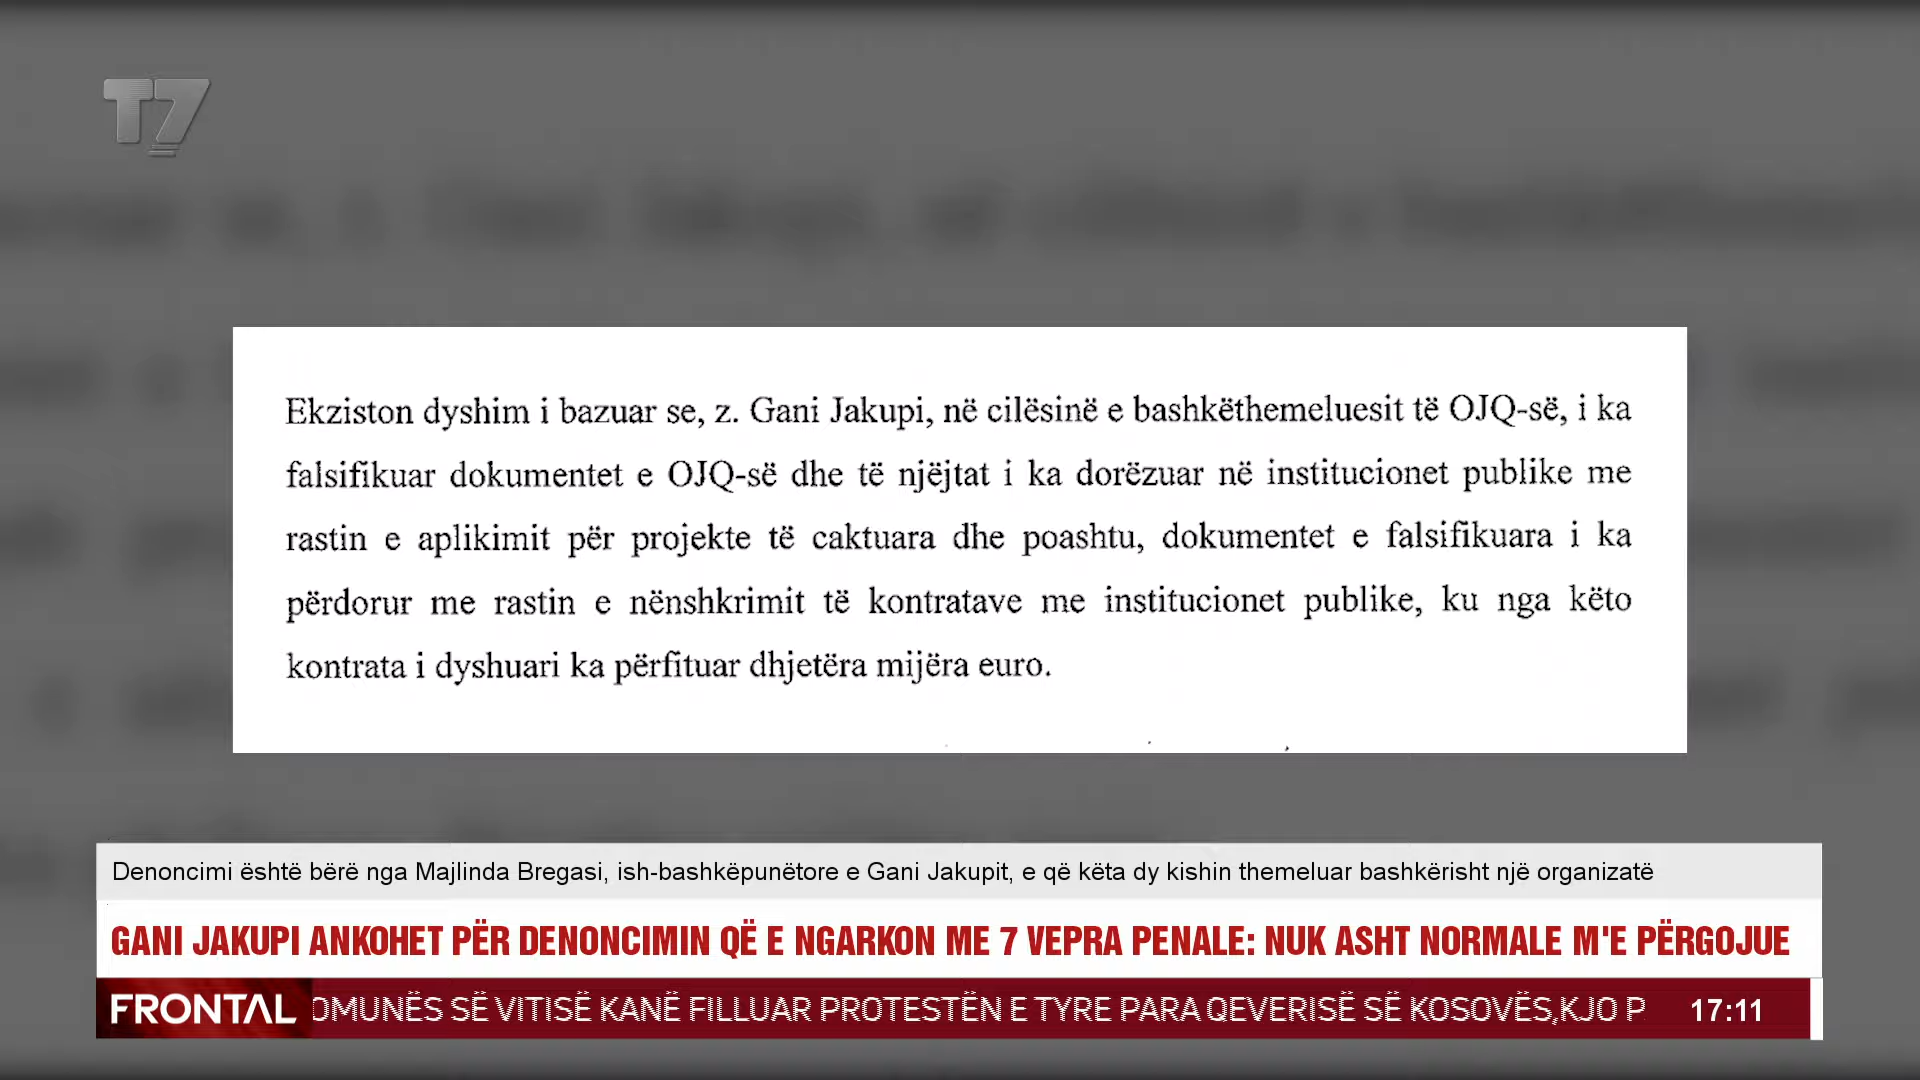 T7
Ekziston dyshim i bazuar se, z. Gani Jakupi, në cilësinë e bashkëthemeluesit të OJQ-së, i ka
falsifikuar dokumentet e OJQ-së dhe të njëjtat i ka dorëzuar në institucionet publike me
rastin e aplikimit për projekte të caktuara dhe poashtu, dokumentet e falsifikuara i ka
përdorur me rastin e nënshkrimit të kontratave me institucionet publike, ku nga këto
kontrata i dyshuari ka përfituar dhjetëra mijëra euro.
Denoncimi është bërë nga Majlinda Bregasi, ish-bashkëpunëtore e Gani Jakupit, e që këta dy kishin themeluar bashkërisht një organizatë
GANI JAKUPI ANKOHET PËR DENONCIMIN QË E NGARKON ME 7 VEPRA PENALE: NUK ASHT NORMALE M'E PËRGOJUE
FRONTAL OMUNËS SË VITISË KANË FILLUAR PROTESTËN E TYRE PARA QEVERISË SË KOSOVËS,KJO P 17:11